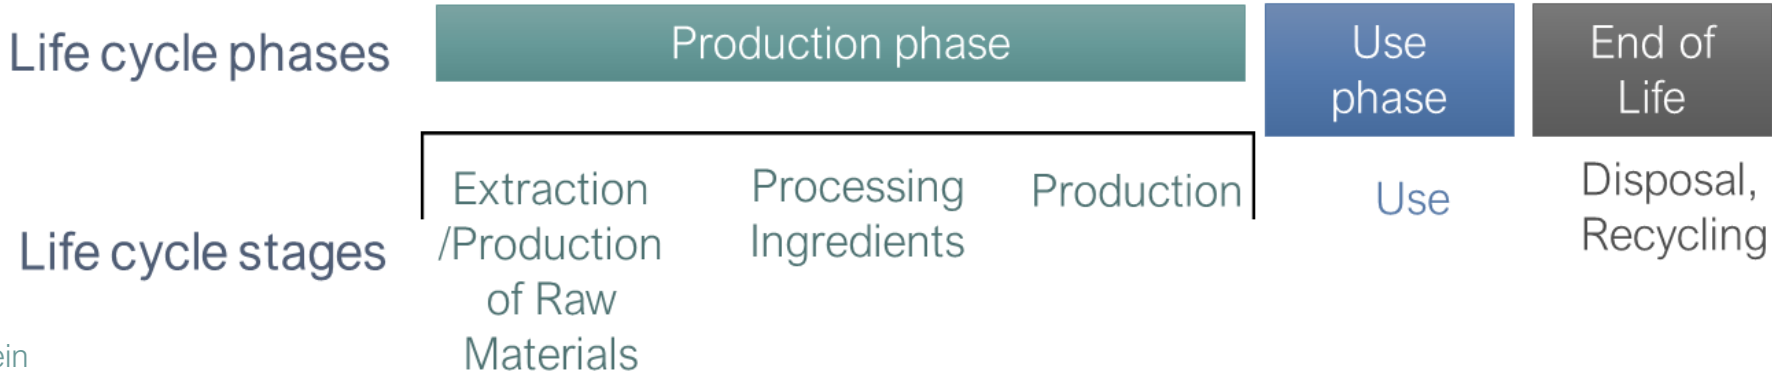 Life cycle phases
Production phase
Use
phase
End of
Life
Life cycle stages
Extraction
/Production
of Raw
Materials
Processing
Ingredients
Production
Use
Disposal,
Recycling
ein